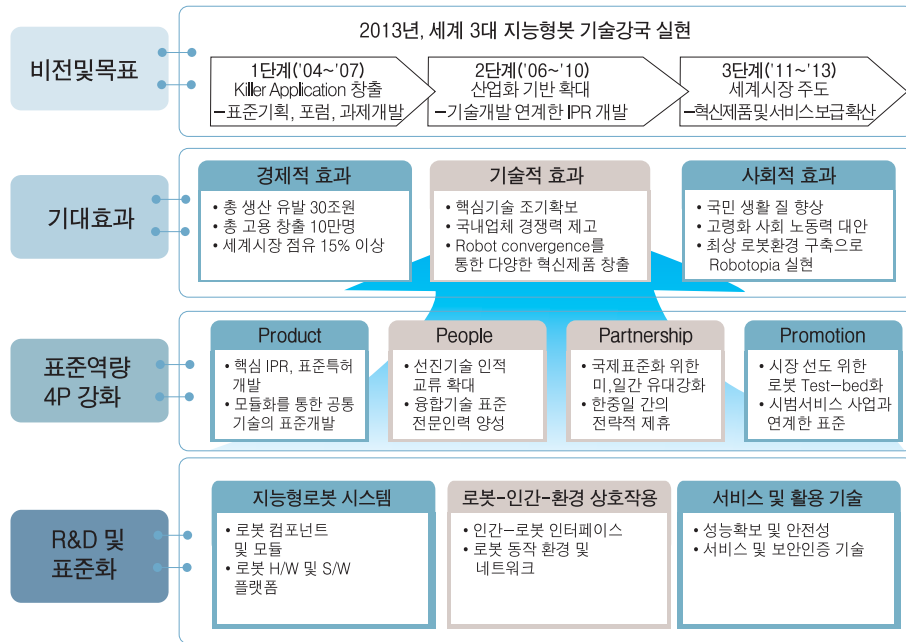 비전및목표
2013년, 세계 3대 지능형봇 기술강국 실현
1단계('04~'07)
Killer Application 창출
–표준기획, 포럼, 과제개발
2단계('06~'10)
산업화 기반 확대
–기술개발 연계한 IPR 개발
3단계('11~'13)
세계시장 주도
–혁신제품및서비스보급확산
기대효과
경제적 효과
• 총 생산 유발 30조원
• 총 고용 창출 10만명
• 세계시장 점유 15% 이상
기술적 효과
• 핵심기술 조기확보
• 국내업체 경쟁력 제고
• Robot convergence를
통한 다양한 혁신제품 창출
사회적 효과
• 국민 생활 질 향상
• 고령화 사회 노동력 대안
• 최상 로봇환경 구축으로
Robotopia 실현
표준역량
4P 강화
Product
• 핵심 IPR, 표준특허
개발
• 모듈화를 통한 공통
기술의 표준개발
People
• 선진기술 인적
교류 확대
• 융합기술 표준
전문인력 양성
Partnership
• 국제표준화 위한
미,일간 유대강화
• 한중일 간의
전략적 제휴
Promotion
• 시장 선도 위한
로봇 Test–bed화
• 시범서비스 사업과
연계한 표준
R&D 및
표준화
지능형로봇 시스템
• 로봇 컴포넌트
및 모듈
• 로봇 H/W 및 S/W
플랫폼
로봇-인간-환경 상호작용
• 인간–로봇 인터페이스
• 로봇 동작 환경 및
네트워크
서비스 및 활용 기술
• 성능확보 및 안전성
• 서비스 및 보안인증 기술